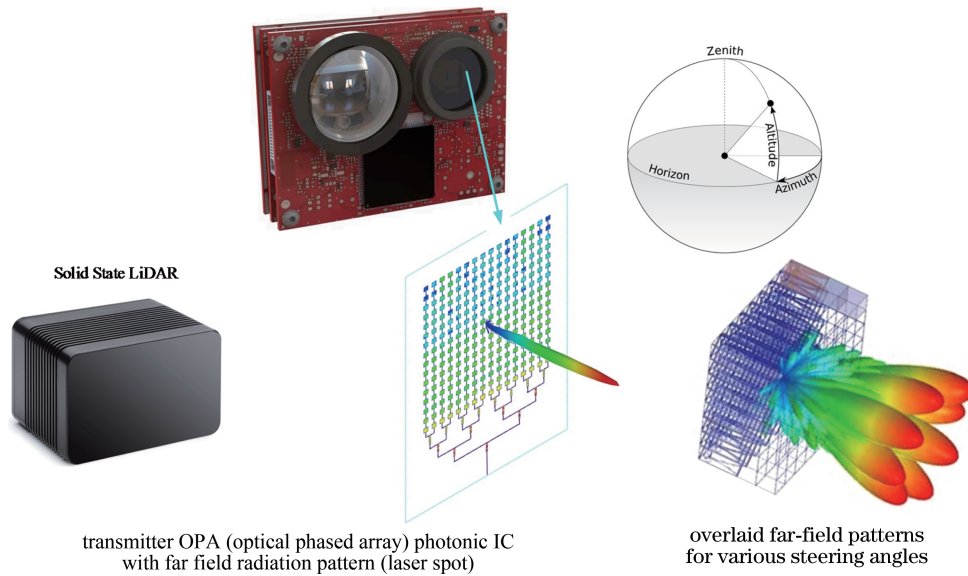 Zenith
Altitude
Horizon
Azimuth
Solid State LiDAR
transmitter OPA (optical phased array) photonic IC
with far field radiation pattern (laser spot)
overlaid far-field patterns
for various steering angles